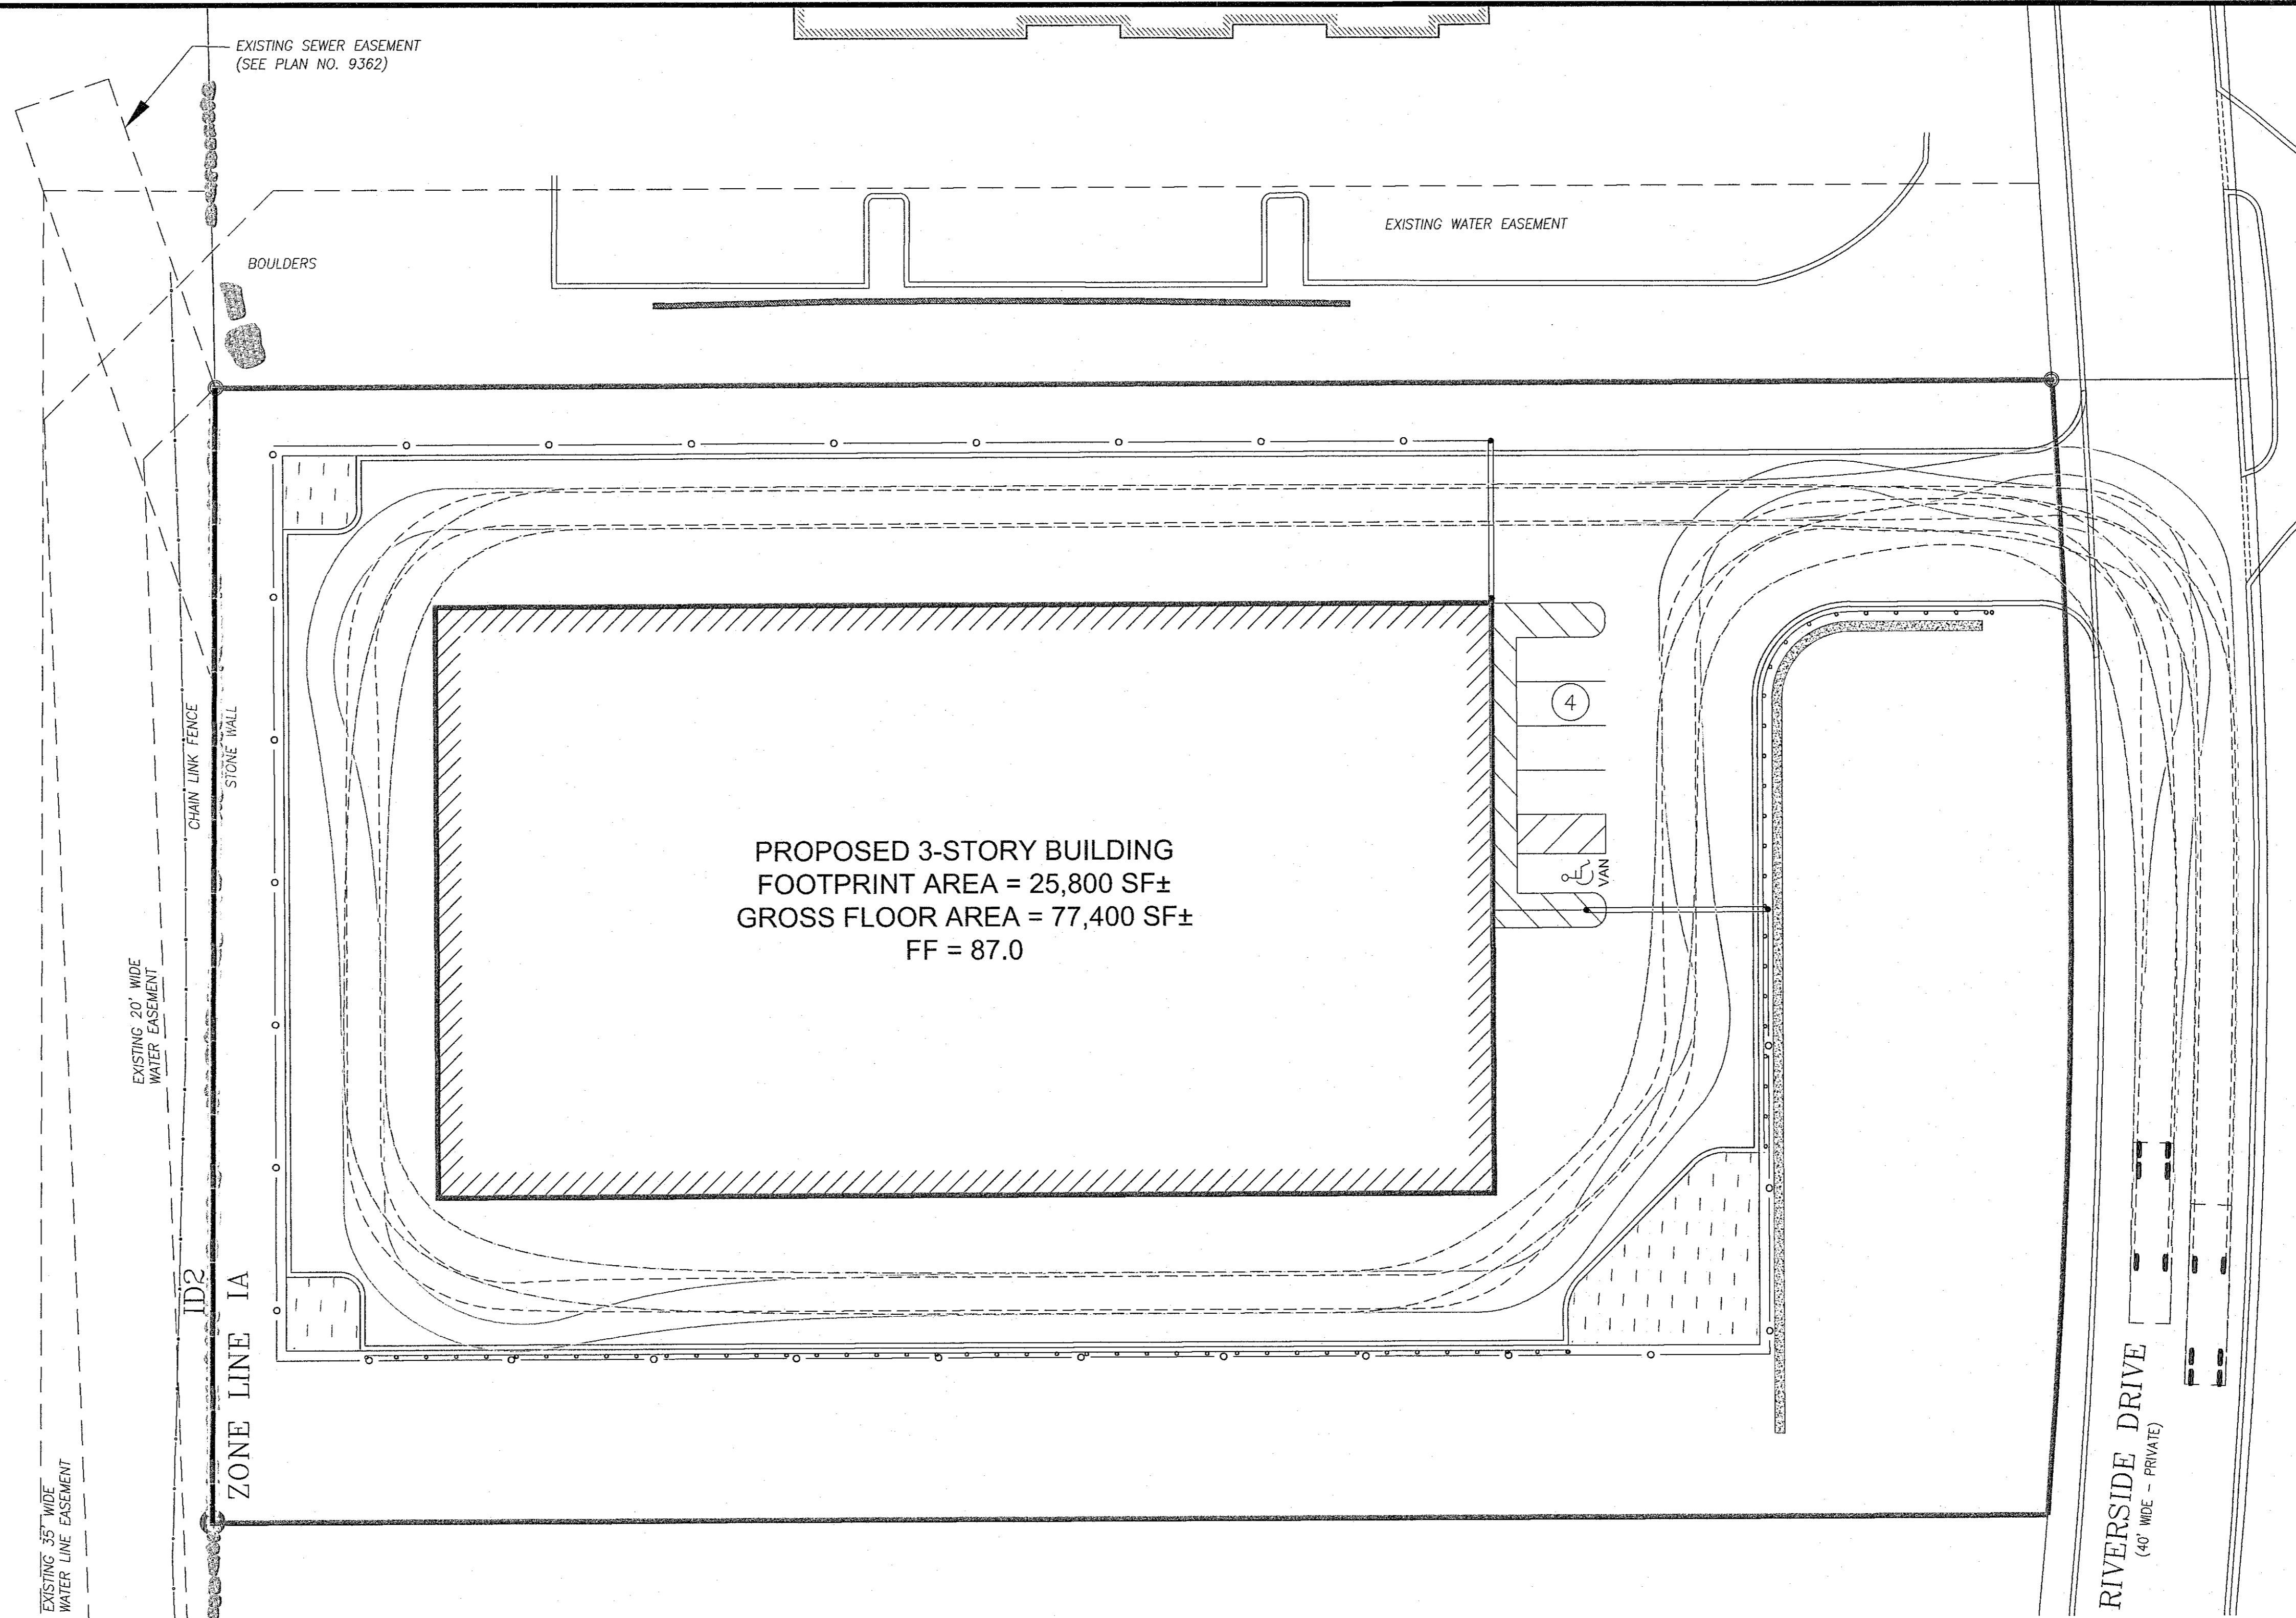 EXISTING SEWER EASEMENT
(SEE PLAN NO. 9362)
EXISTING WATER EASEMENT
BOULDERS
CHAIN LINK FENCE
STONE WALL
4
PROPOSED 3-STORY BUILDING
FOOTPRINT AREA = 25,800 SF±
GROSS FLOOR AREA = 77,400 SF±
FF = 87.0
VAN
EXISTING 20' WIDE
WATER EASEMENT
ID2
ZONE LINE IA
EXISTING 35' WIDE
WATER LINE EASEMENT
RIVERSIDE DRIVE
(40' WIDE - PRIVATE)